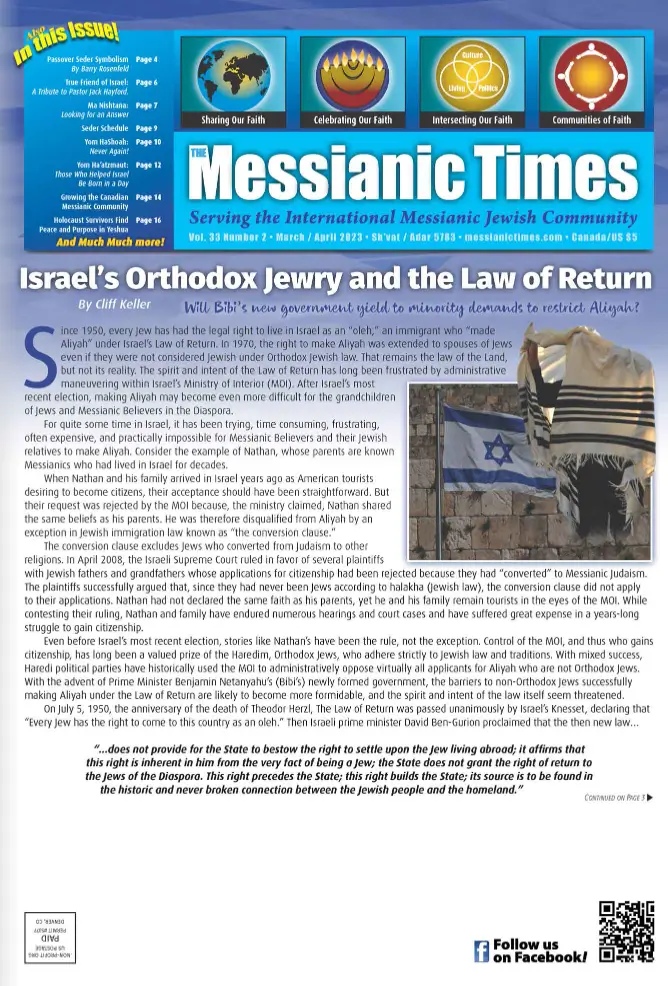 Also
In this Issue!
Passover Seder Symbolism Page 4
By Barry Rosenfeld
True Friend of Israel: Page 6
A Tribute to Pastor Jack Hayford.
Ma Nishtana: Page 7
Looking for an Answer
Seder Schedule Page 9
Yom HaShoah: Page 10
Never Again!
Yom Ha'atzmaut: Page 12
Those Who Helped Israel
Be Born in a Day
Growing the Canadian Page 14
Messianic Community
Holocaust Survivors Find Page 16
Peace and Purpose in Yeshua
And Much Much more!
Culture
Living Politics
Sharing Our Faith
Celebrating Our Faith
Intersecting Our Faith
Communities of Faith
THE
Messianic Times
Serving the International Messianic Jewish Community
Vol. 33 Number 2 • March / April 2023 • Sh'vat / Adar 5783 • messianictimes.com • Canada/US $5
Israel's Orthodox Jewry and the Law of Return
By Cliff Keller
Will Bibi's new government yield to minority demands to restrict Aliyah?
Since 1950, every Jew has had the legal right to live in Israel as an "oleh," an immigrant who "made
Aliyah" under Israel's Law of Return. In 1970, the right to make Aliyah was extended to spouses of Jews
even if they were not considered Jewish under Orthodox Jewish law. That remains the law of the Land,
but not its reality. The spirit and intent of the Law of Return has long been frustrated by administrative
maneuvering within Israel's Ministry of Interior (MOI). After Israel's most
recent election, making Aliyah may become even more difficult for the grandchildren
of Jews and Messianic Believers in the Diaspora.
For quite some time in Israel, it has been trying, time consuming, frustrating,
often expensive, and practically impossible for Messianic Believers and their Jewish
relatives to make Aliyah. Consider the example of Nathan, whose parents are known
Messianics who had lived in Israel for decades.
When Nathan and his family arrived in Israel years ago as American tourists
desiring to become citizens, their acceptance should have been straightforward. But
their request was rejected by the MOI because, the ministry claimed, Nathan shared
the same beliefs as his parents. He was therefore disqualified from Aliyah by an
exception in Jewish immigration law known as "the conversion clause."
The conversion clause excludes Jews who converted from Judaism to other
religions. In April 2008, the Israeli Supreme Court ruled in favor of several plaintiffs
with Jewish fathers and grandfathers whose applications for citizenship had been rejected because they had "converted" to Messianic Judaism.
The plaintiffs successfully argued that, since they had never been Jews according to halakha (Jewish law), the conversion clause did not apply
to their applications. Nathan had not declared the same faith as his parents, yet he and his family remain tourists in the eyes of the MOI. While
contesting their ruling, Nathan and family have endured numerous hearings and court cases and have suffered great expense in a years-long
struggle to gain citizenship.
Even before Israel's most recent election, stories like Nathan's have been the rule, not the exception. Control of the MOI, and thus who gains
citizenship, has long been a valued prize of the Haredim, Orthodox Jews, who adhere strictly to Jewish law and traditions. With mixed success,
Haredi political parties have historically used the MOI to administratively oppose virtually all applicants for Aliyah who are not Orthodox Jews.
With the advent of Prime Minister Benjamin Netanyahu's (Bibi's) newly formed government, the barriers to non-Orthodox Jews successfully
making Aliyah under the Law of Return are likely to become more formidable, and the spirit and intent of the law itself seem threatened.
On July 5, 1950, the anniversary of the death of Theodor Herzl, The Law of Return was passed unanimously by Israel's Knesset, declaring that
"Every Jew has the right to come to this country as an oleh." Then Israeli prime minister David Ben-Gurion proclaimed that the then new law...
"...does not provide for the State to bestow the right to settle upon the Jew living abroad; it affirms that
this right is inherent in him from the very fact of being a Jew; the State does not grant the right of return to
the Jews of the Diaspora. This right precedes the State; this right builds the State; its source is to be found in
the historic and never broken connection between the Jewish people and the homeland."
Continued on Page 3
NON-PROFIT ORG
US POSTAGE
PAID
DENVER, CO
Follow us
on Facebook!